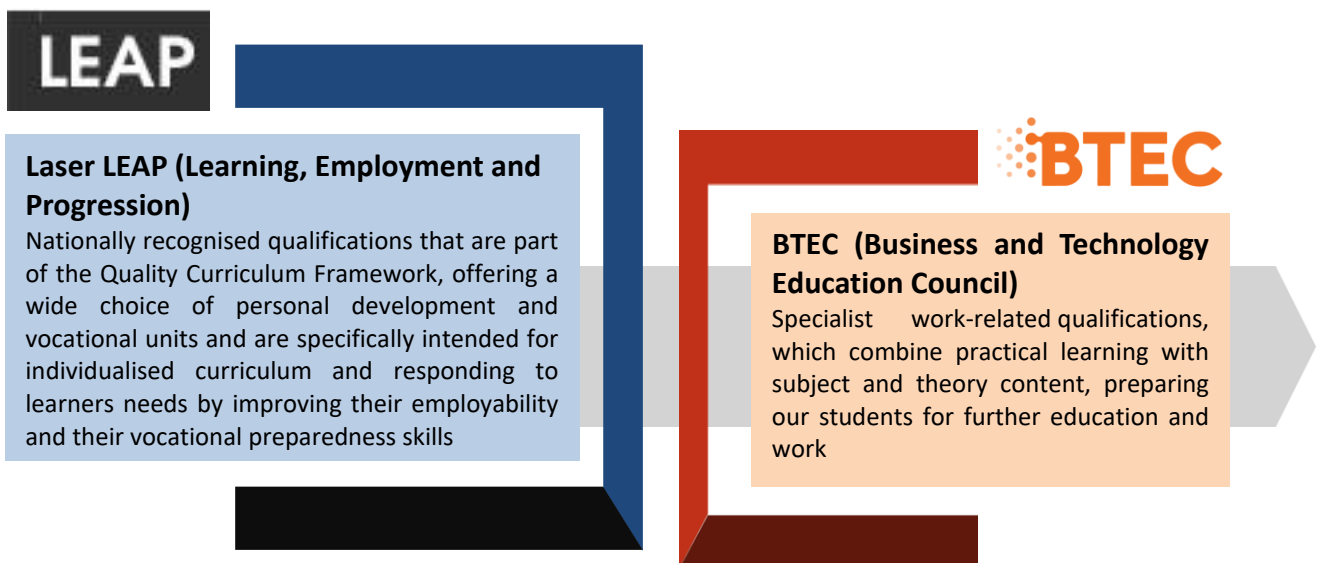 LEAP
Laser LEAP (Learning, Employment and
Progression)
Nationally recognised qualifications that are part
of the Quality Curriculum Framework, offering a
wide choice of personal development and
vocational units and are specifically intended for
individualised curriculum and responding to
learners needs by improving their employability
and their vocational preparedness skills
BTEC
BTEC (Business and Technology
Education Council)
Specialist work-related qualifications,
which combine practical learning with
subject and theory content, preparing
our students for further education and
work